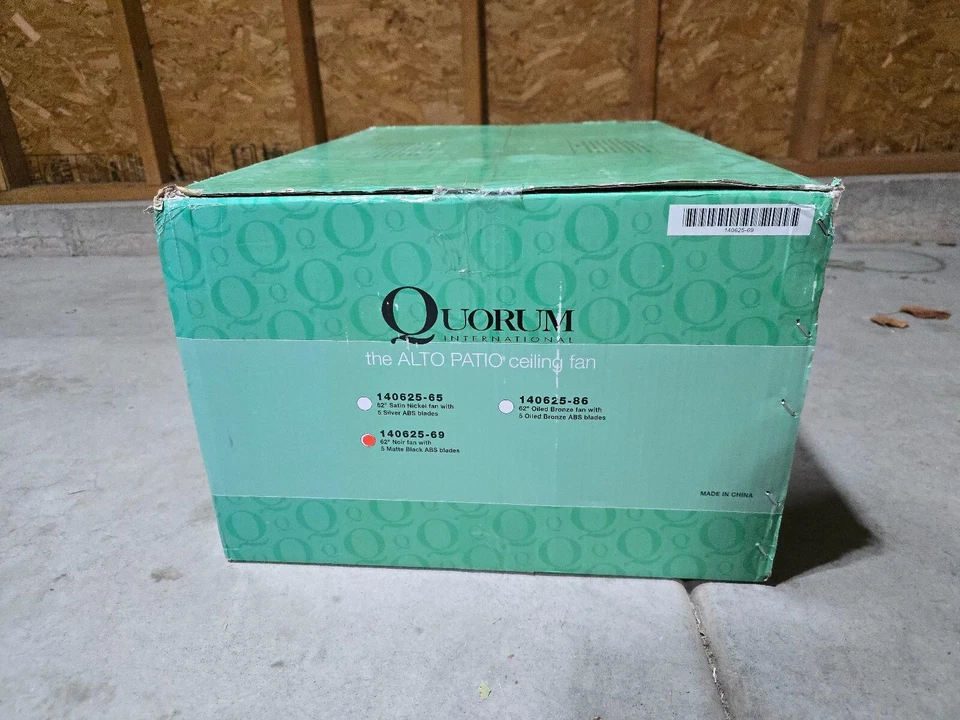 140625-69
QUORUM
INTERNATIONAL
the ALTO PATIO® ceiling fan
140625-65
62" Satin Nickel fan with
5 Silver ABS blades
140625-86
62" Oiled Bronze fan with
5 Oiled Bronze ABS blades
140625-69
62" Noir fan with
5 Matte Black ABS blades
MADE IN CHINA